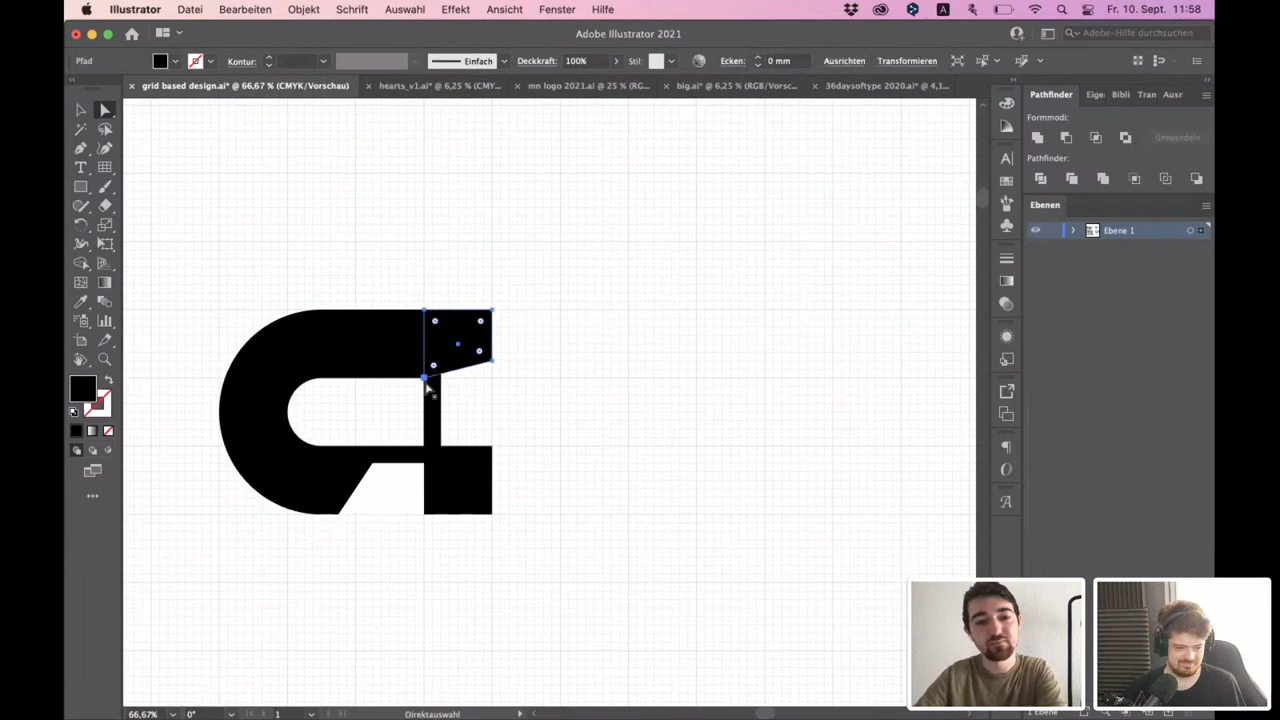 Illustrator Datei Bearbeiten Objekt Schrift Auswahl Effekt Ansicht Fenster Hilfe A Fr. 10. Sept. 11:58
Adobe Illustrator 2021 Adobe-Hilfe durchsuchen
Pfad Kontur: Einfach Deckkraft: 100% Stil: Ecken: 0 mm Ausrichten Transformieren
× grid based design.ai* @ 66,67 % (CMYK/Vorschau) × hearts_v1.ai* @ 6,25 % (CMY... × mn logo 2021.ai @ 25 % (RG... × big.ai* @ 6,25 % (RGB/Vorsc... × 36daysoftype 2020.ai* @ 4,1...
Pathfinder Eige Bibli Tran Ausr
Formmodi:
Umwandeln
Pathfinder:
Ebenen
Ebene 1
66,67% 0° 1 Direktauswahl
1 Ebene